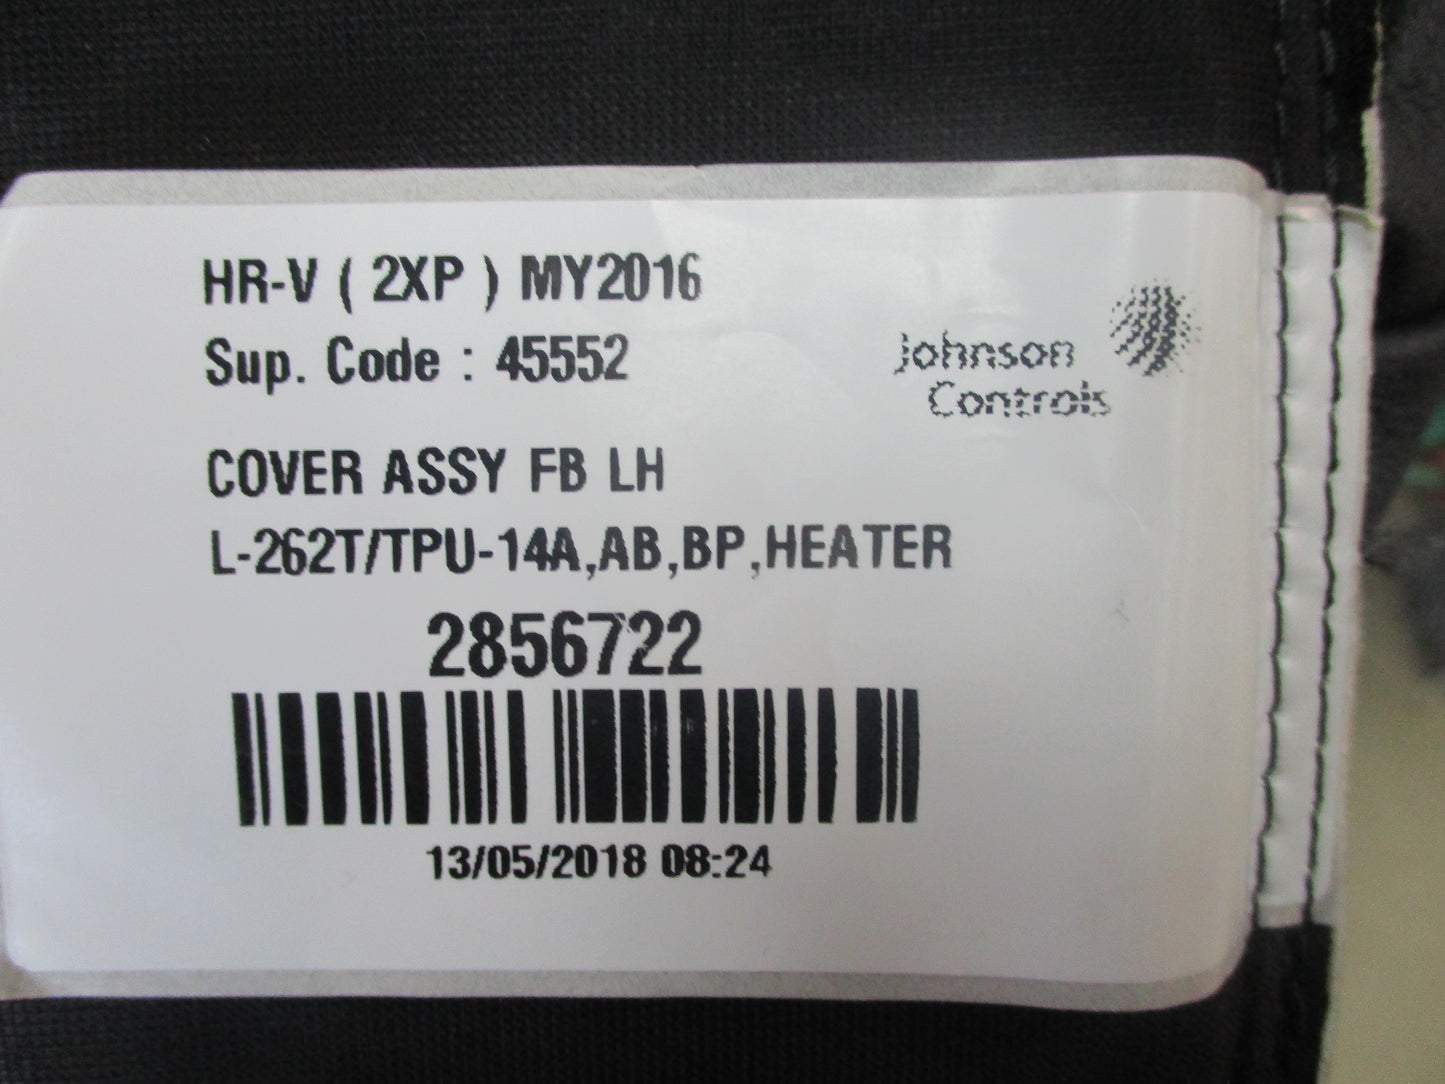 HR-V ( 2XP ) MY2016
Sup. Code : 45552
Johnson
Controls
COVER ASSY FB LH
L-262T/TPU-14A,AB,BP,HEATER
2856722
13/05/2018 08:24